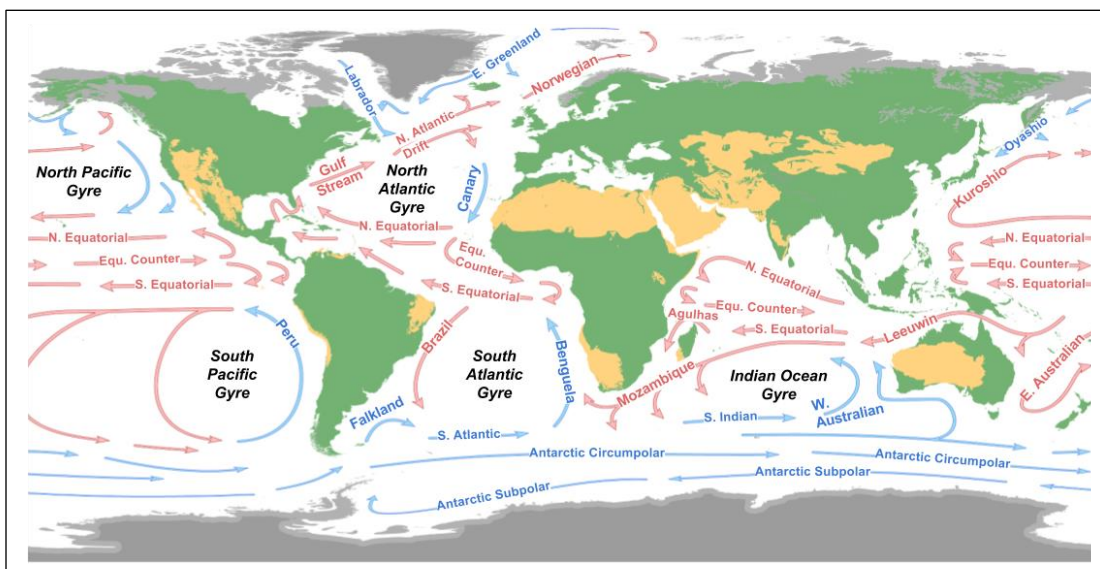 E. Greenland
Norwegian
Labrador
N. Atlantic
Drift
Oyashio
North Pacific
Gyre
Gulf
Stream
North
Atlantic
Gyre
Canary
Kuroshio
N. Equatorial
N. Equatorial
N. Equatorial
N. Equatorial
Equ. Counter
Equ.
Counter
Equ. Counter
Equ. Counter
S. Equatorial
S. Equatorial
S. Equatorial
S. Equatorial
Agulhas
Leeuwin
Peru
Brazil
Benguela
Mozambique
E. Australian
South
Pacific
Gyre
South
Atlantic
Gyre
Indian Ocean
Gyre
Falkland
S. Atlantic
S. Indian
W.
Australian
Antarctic Circumpolar
Antarctic Circumpolar
Antarctic Subpolar
Antarctic Subpolar